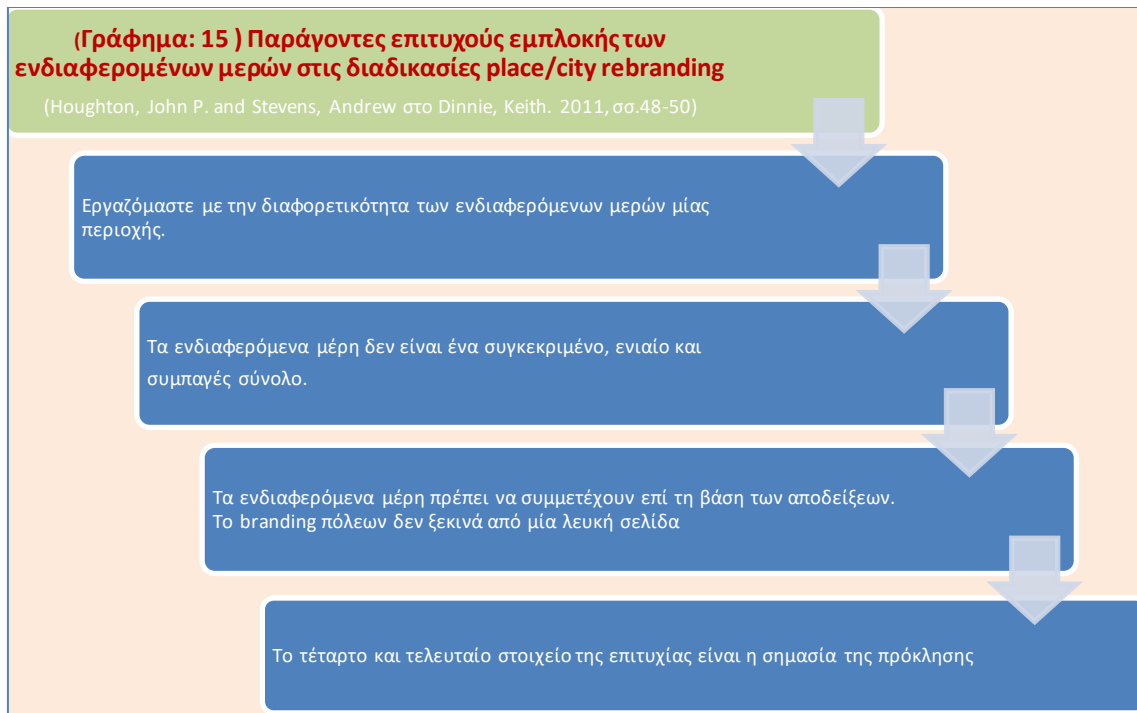 (Γράφημα: 15 ) Παράγοντες επιτυχούς εμπλοκής των
ενδιαφερομένων μερών στις διαδικασίες place/city rebranding
(Houghton, John P. and Stevens, Andrew στο Dinnie, Keith. 2011, σσ.48-50)
Εργαζόμαστε με την διαφορετικότητα των ενδιαφερόμενων μερών μίας
περιοχής.
Τα ενδιαφερόμενα μέρη δεν είναι ένα συγκεκριμένο, ενιαίο και
συμπαγές σύνολο.
Τα ενδιαφερόμενα μέρη πρέπει να συμμετέχουν επί τη βάση των αποδείξεων.
Το branding πόλεων δεν ξεκινά από μία λευκή σελίδα
Το τέταρτο και τελευταίο στοιχείο της επιτυχίας είναι η σημασία της πρόκλησης